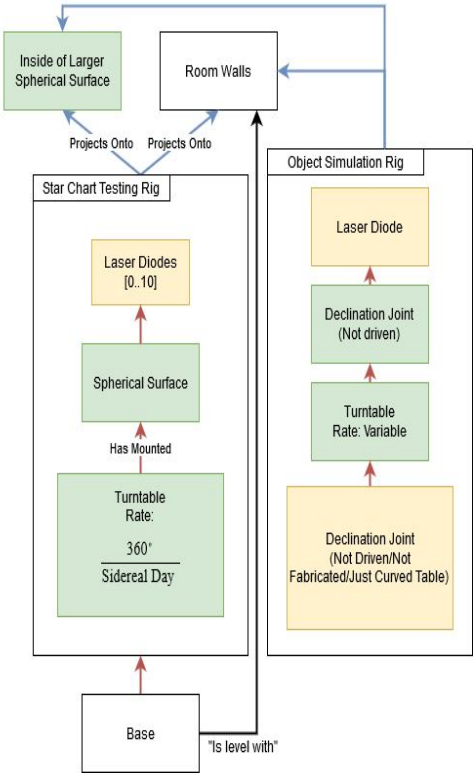 Inside of Larger
Spherical Surface
Room Walls
Projects Onto
Projects Onto
Star Chart Testing Rig
Laser Diodes
[0..10]
Spherical Surface
Has Mounted
Turntable
Rate:
360°
Sidereal Day
Base
"Is level with"
Object Simulation Rig
Laser Diode
Declination Joint
(Not driven)
Turntable
Rate: Variable
Declination Joint
(Not Driven/Not
Fabricated/Just Curved Table)